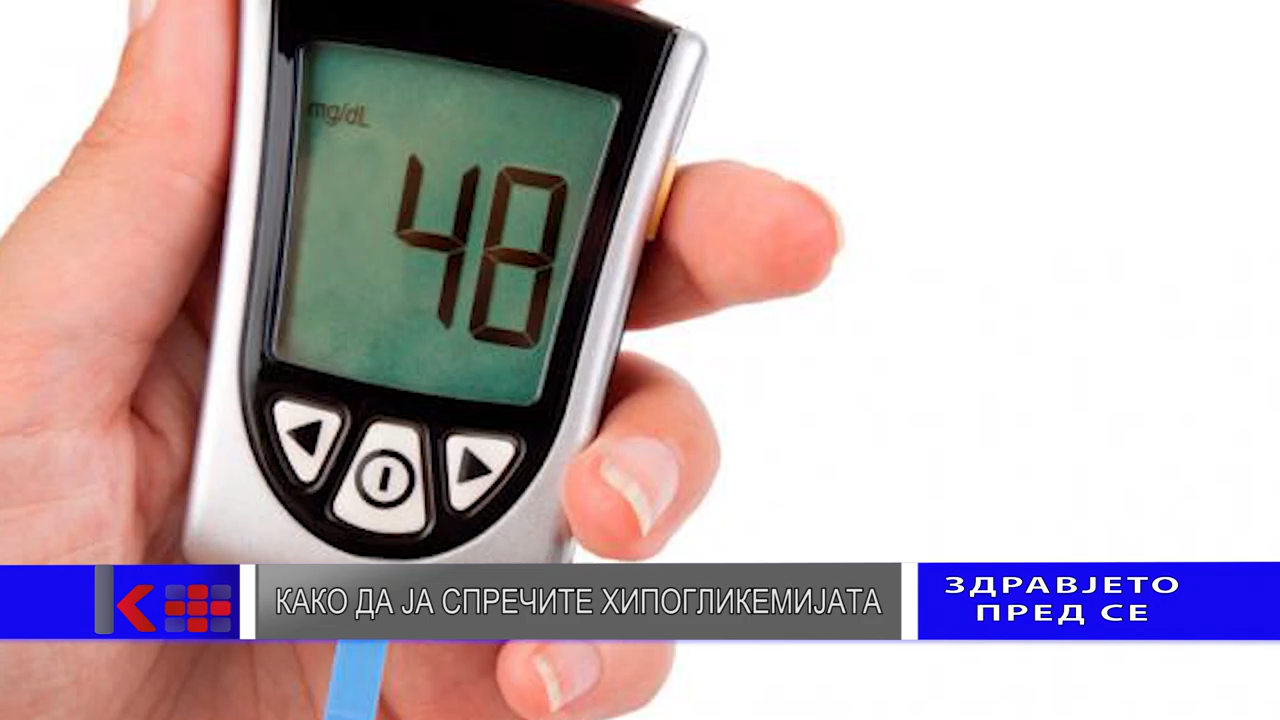 mg/dL
48
КАКО ДА ЈА СПРЕЧИТЕ ХИПОГЛИКЕМИЈАТА
ЗДРАВЈЕТО
ПРЕД СЕ